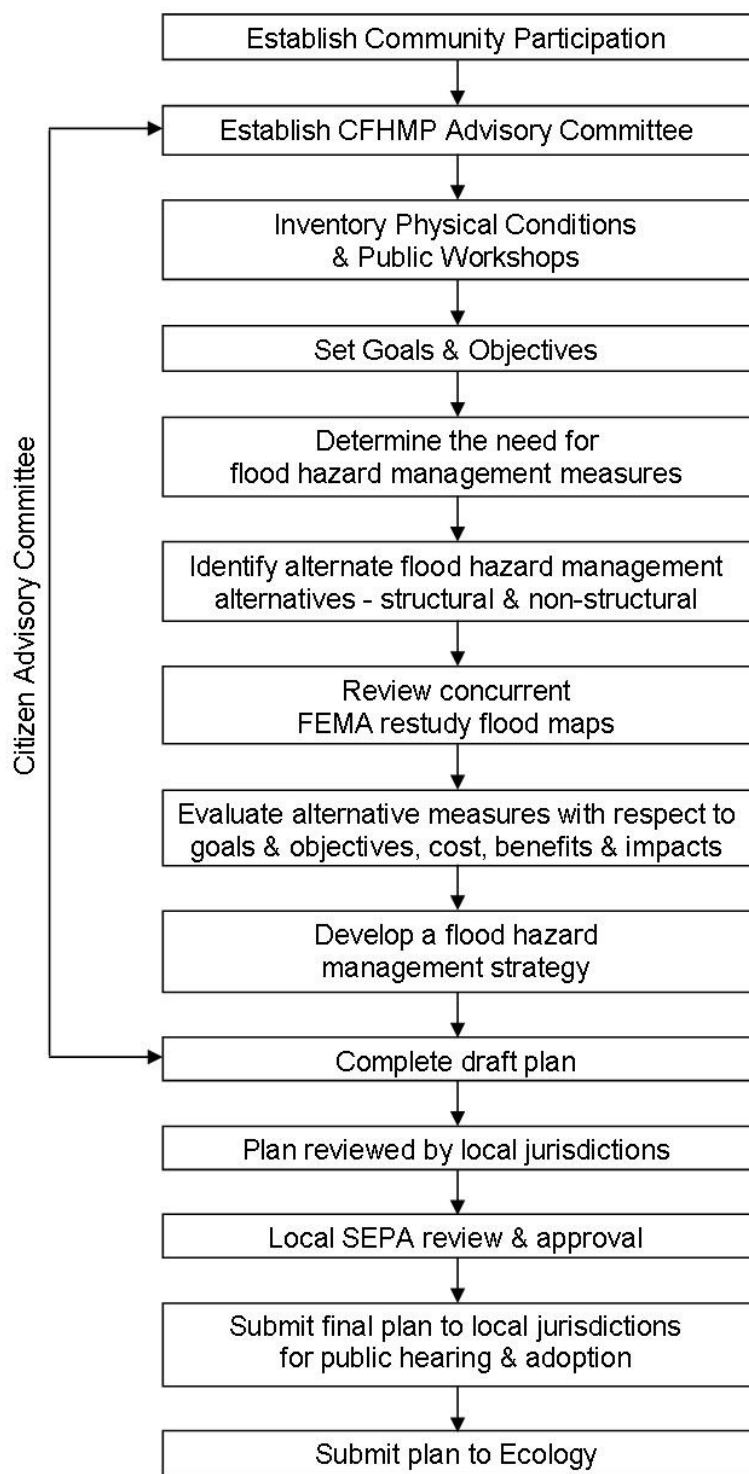 Establish Community Participation
Establish CFHMP Advisory Committee
Inventory Physical Conditions
& Public Workshops
Set Goals & Objectives
Determine the need for
flood hazard management measures
Identify alternate flood hazard management
alternatives - structural & non-structural
Review concurrent
FEMA restudy flood maps
Evaluate alternative measures with respect to
goals & objectives, cost, benefits & impacts
Develop a flood hazard
management strategy
Complete draft plan
Plan reviewed by local jurisdictions
Local SEPA review & approval
Submit final plan to local jurisdictions
for public hearing & adoption
Submit plan to Ecology
Citizen Advisory Committee